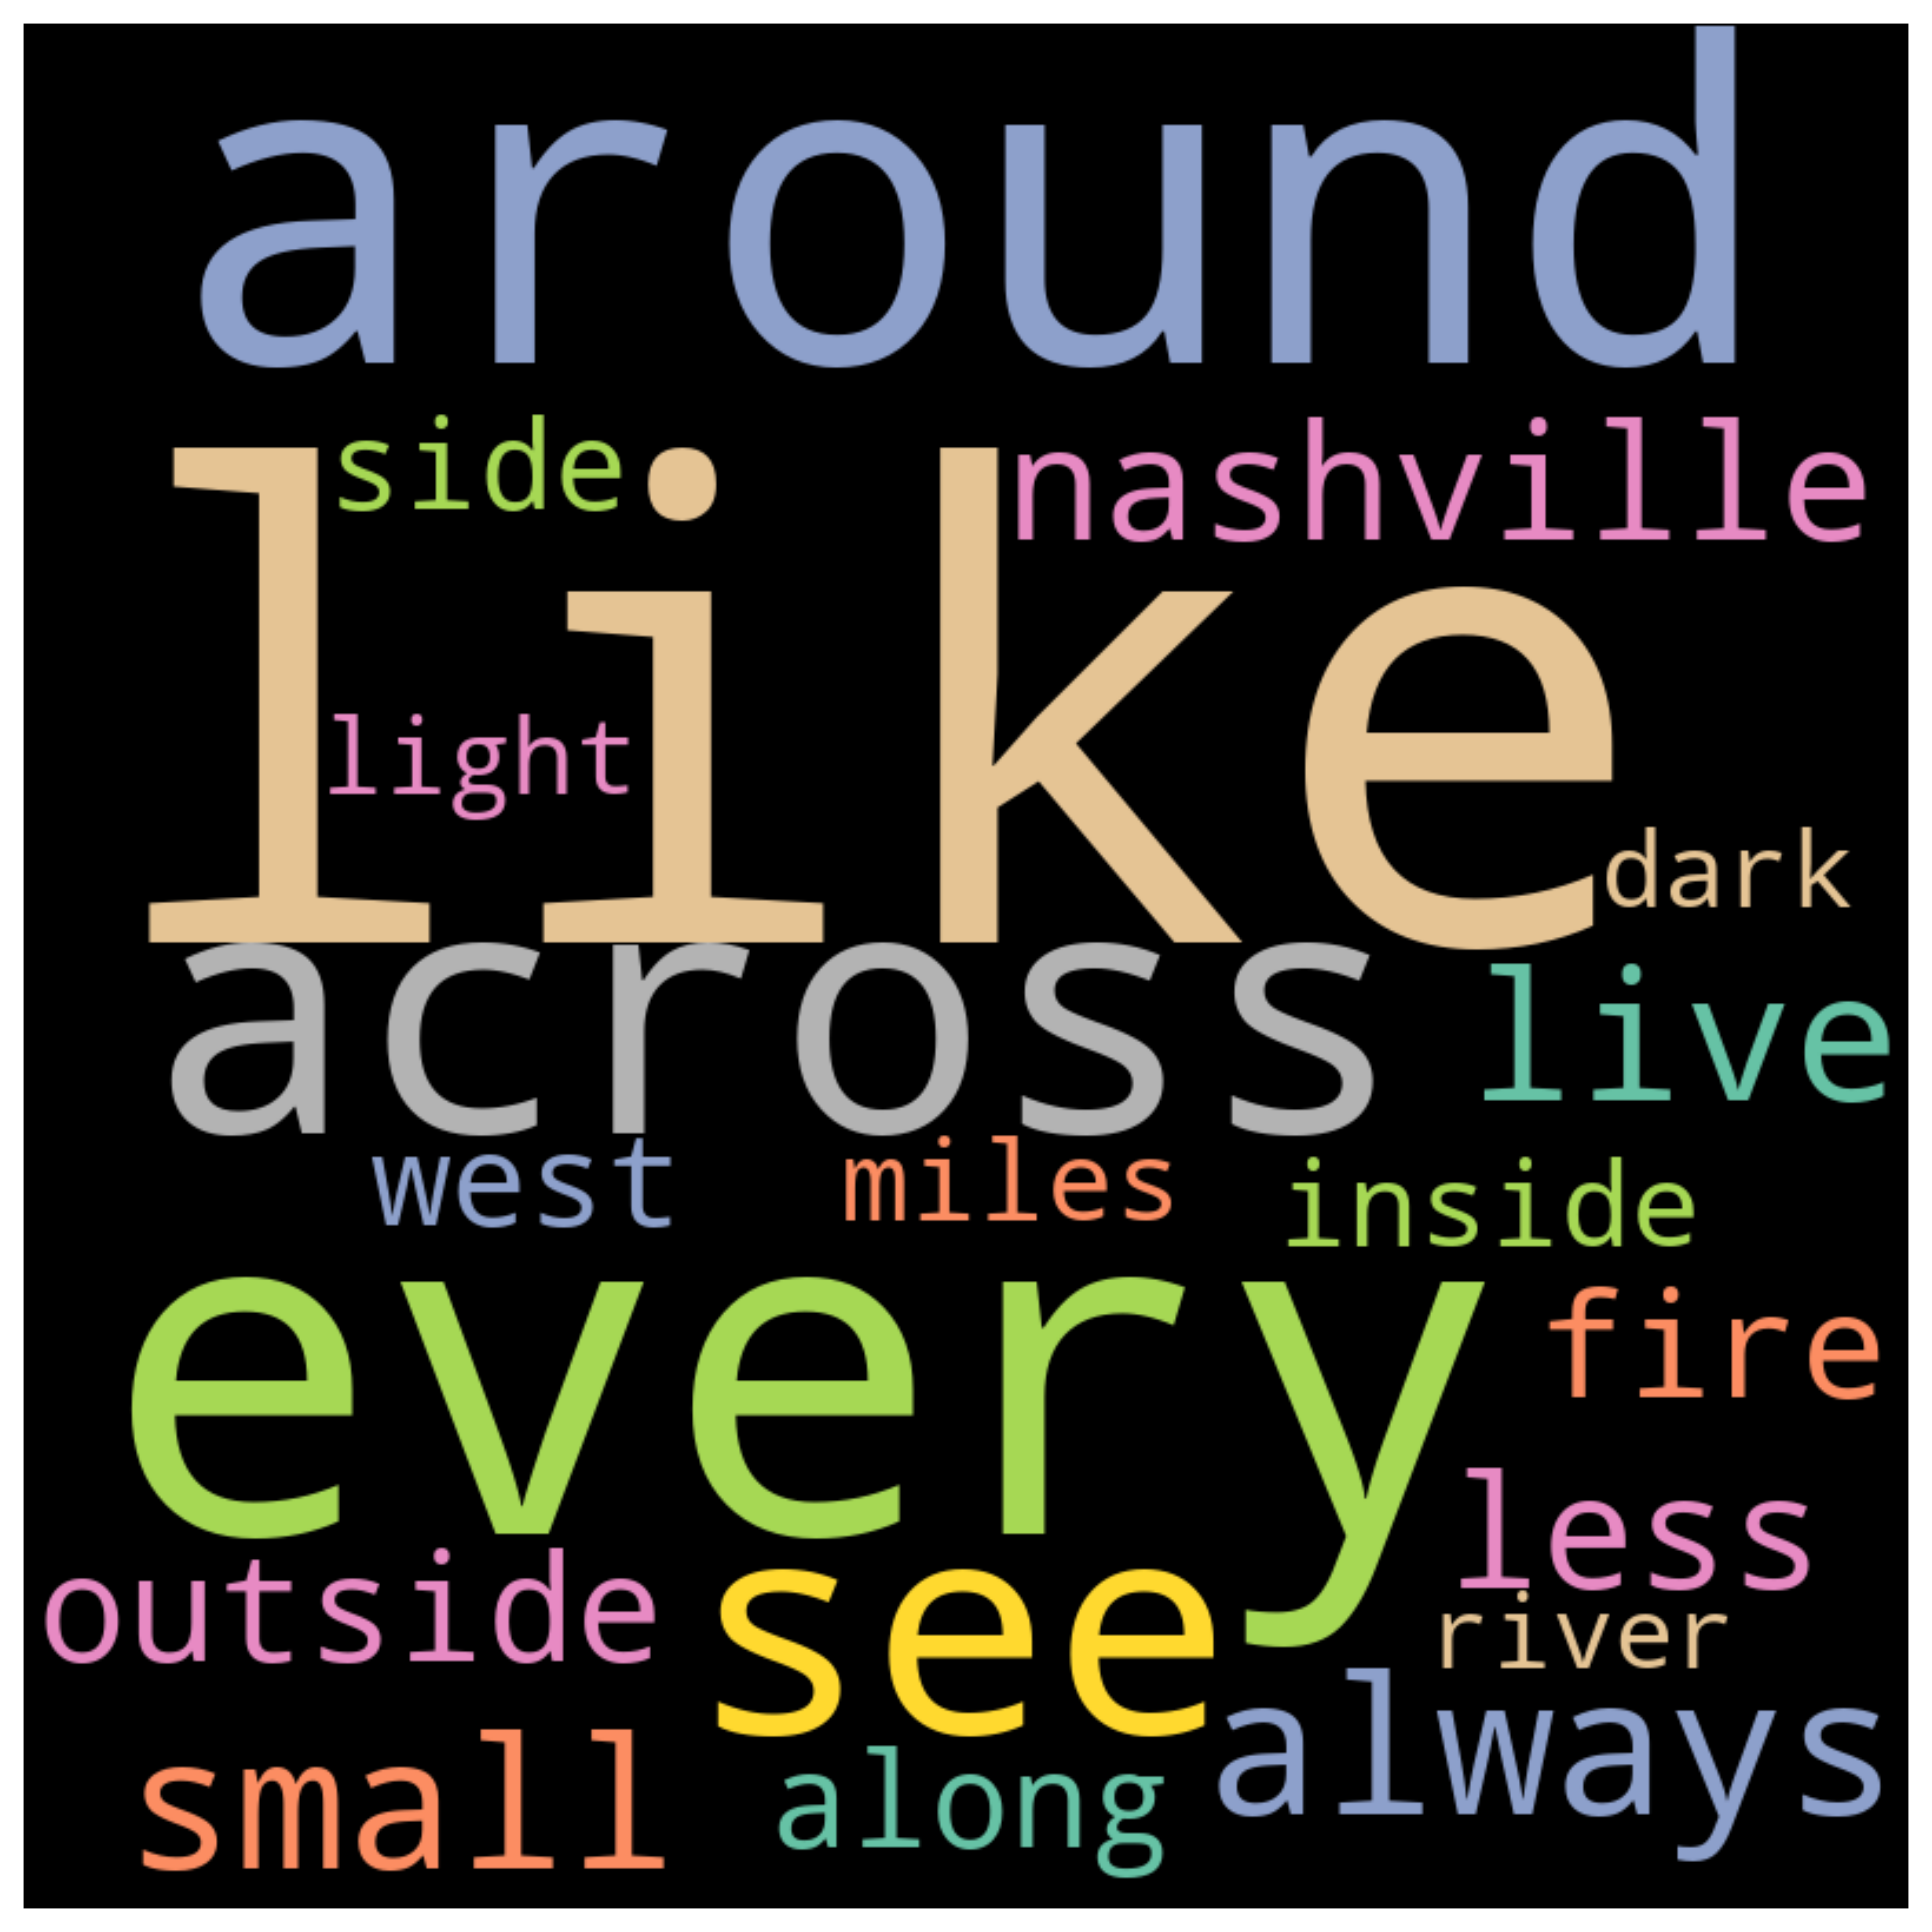 around
side nashville
like
light
dark
across live
west miles inside
every fire
less
outside see river
small along always